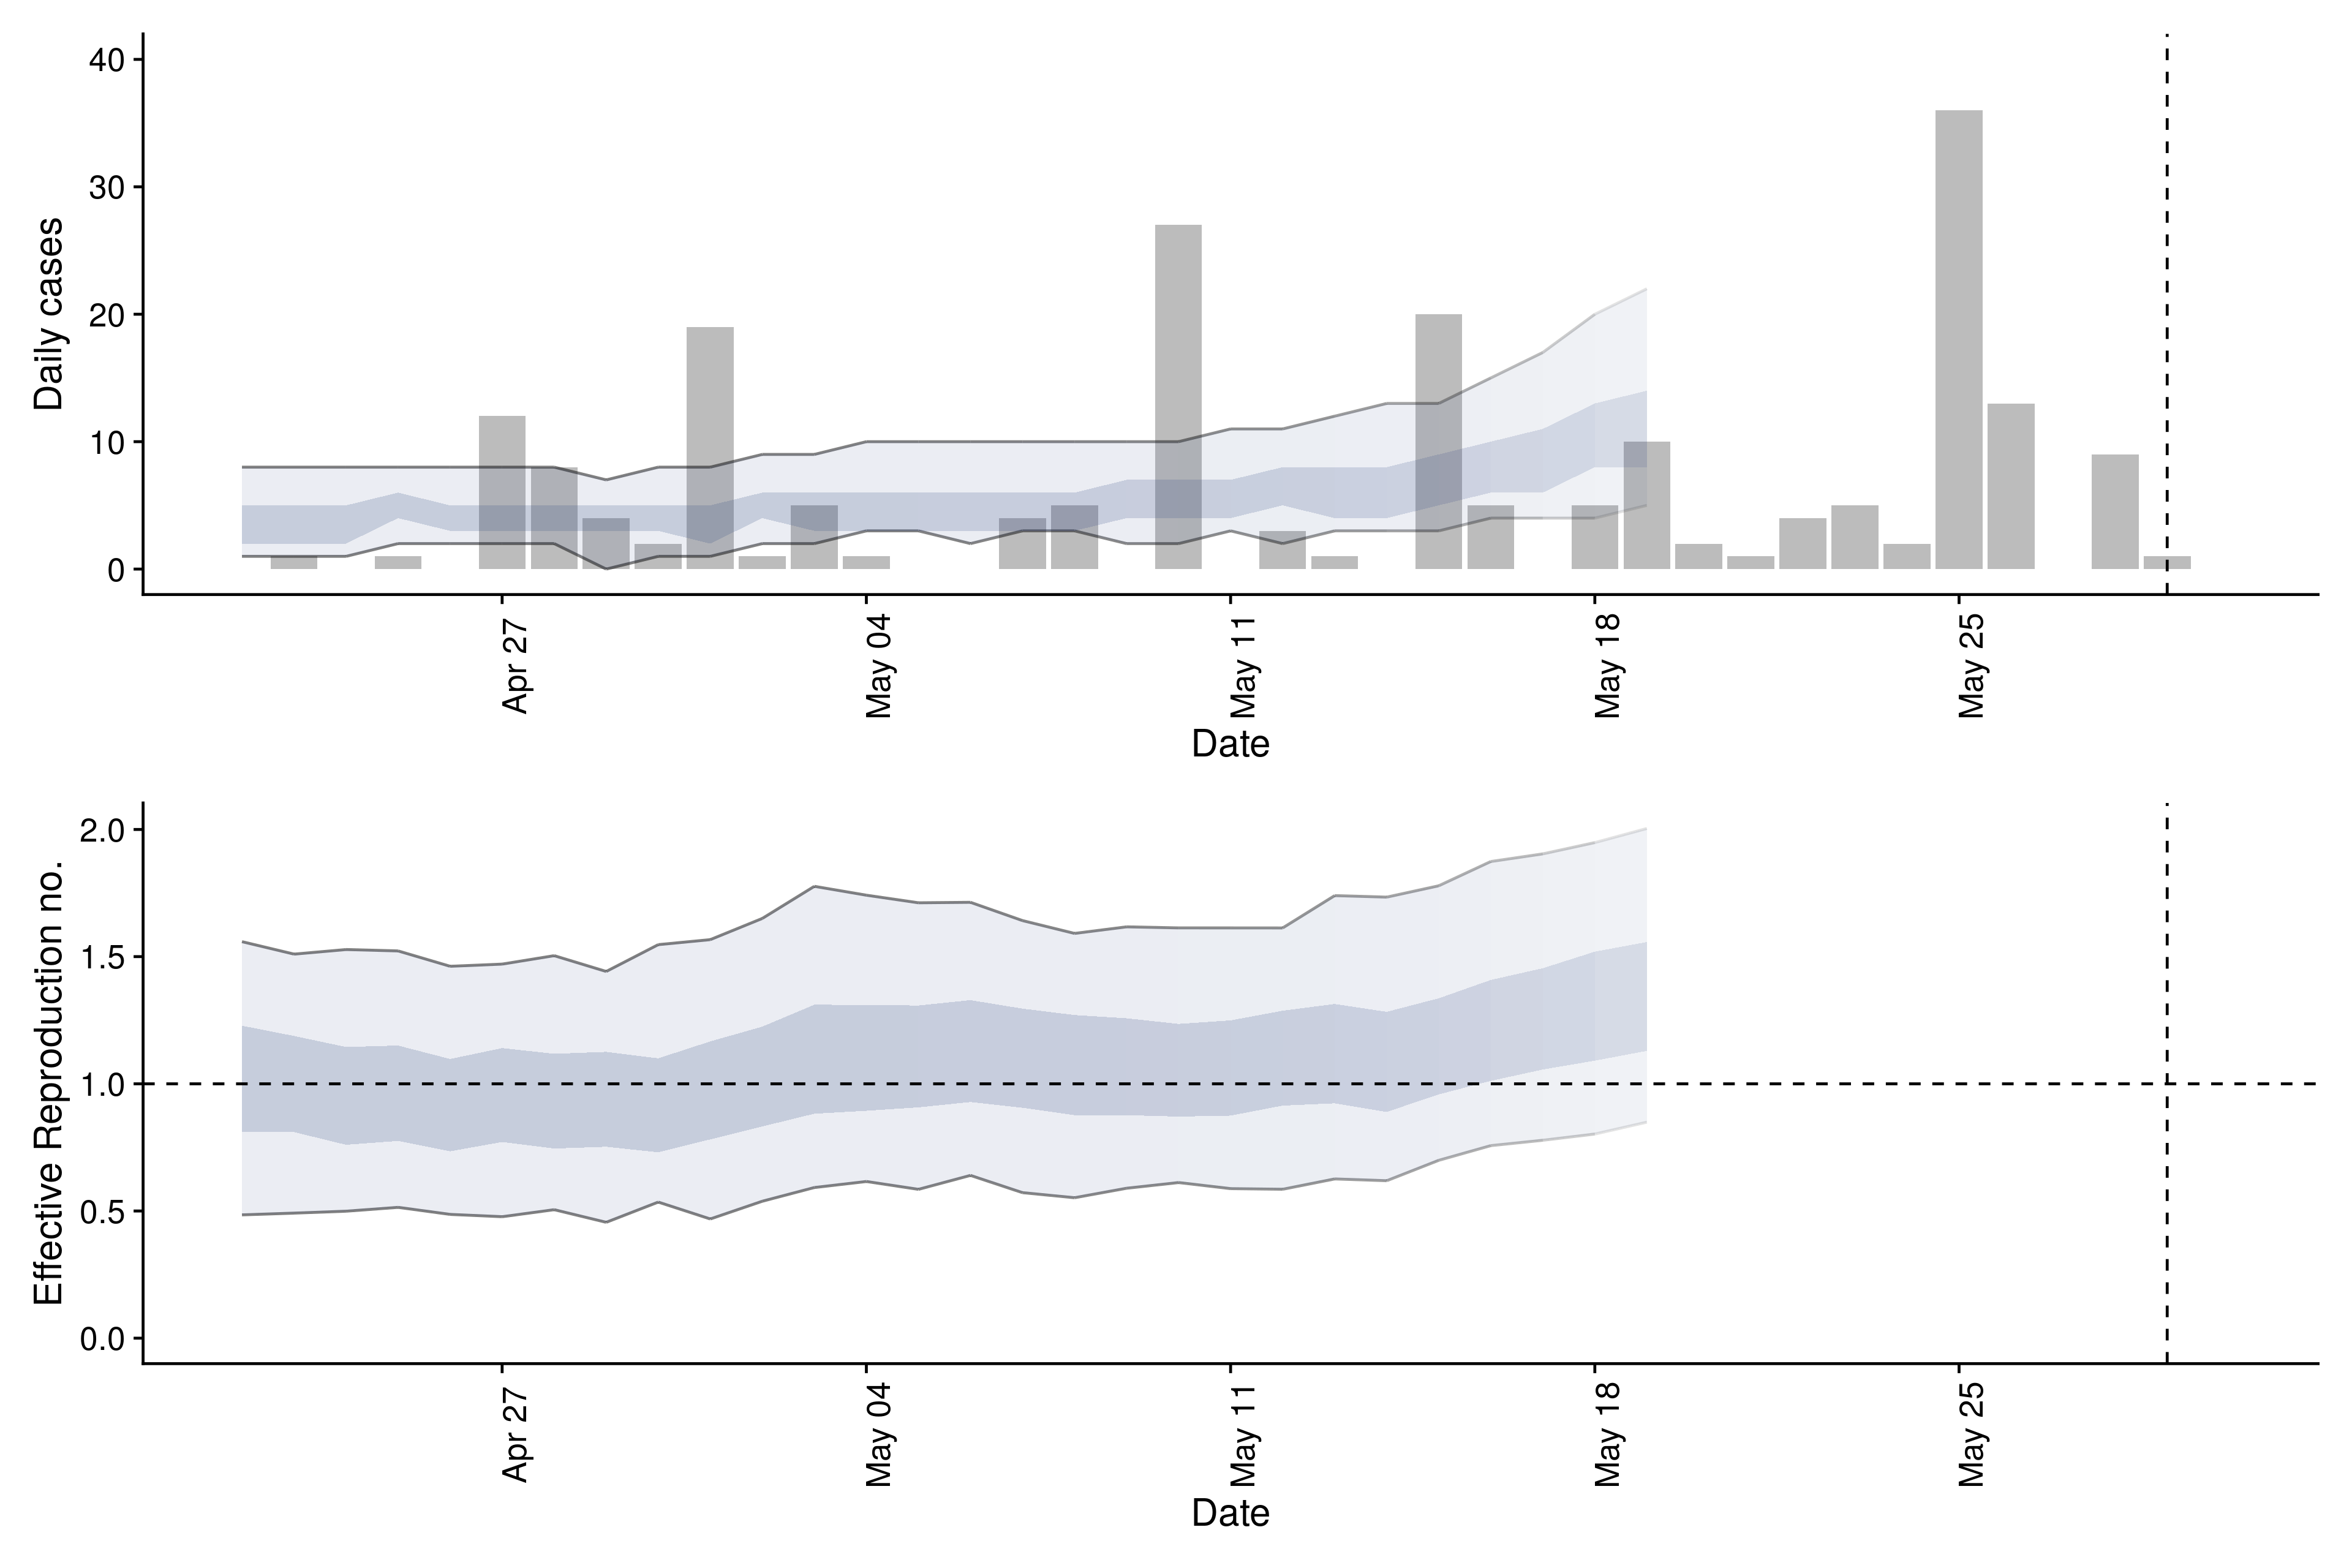 Daily cases
40
30
20
10
0
Apr 27
May 04
May 11
May 18
May 25
Date
Effective Reproduction no.
2.0
1.5
1.0
0.5
0.0
Apr 27
May 04
May 11
May 18
May 25
Date